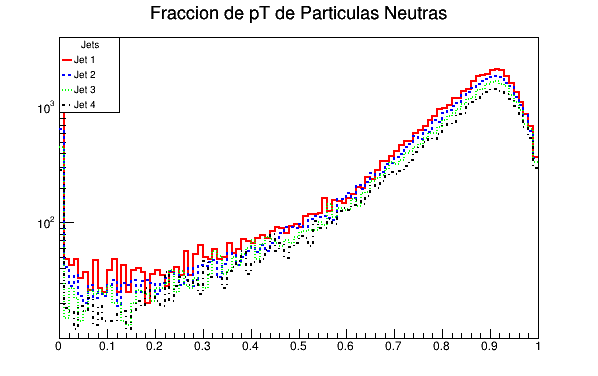 Fraccion de pT de Particulas Neutras
Jets
Jet 1
Jet 2
Jet 3
Jet 4
10³
10²
0 0.1 0.2 0.3 0.4 0.5 0.6 0.7 0.8 0.9 1